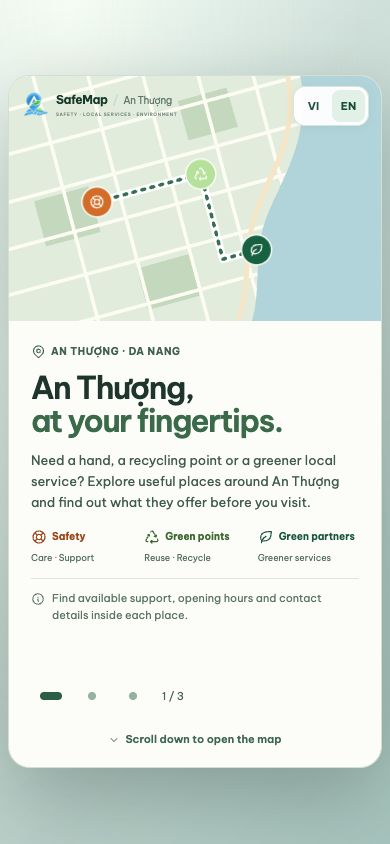 SafeMap / An Thượng
SAFETY · LOCAL SERVICES · ENVIRONMENT
VI EN
AN THƯỢNG · DA NANG
An Thượng,
at your fingertips.
Need a hand, a recycling point or a greener local
service? Explore useful places around An Thượng
and find out what they offer before you visit.
Safety Green points Green partners
Care · Support Reuse · Recycle Greener services
Find available support, opening hours and contact
details inside each place.
1 / 3
Scroll down to open the map